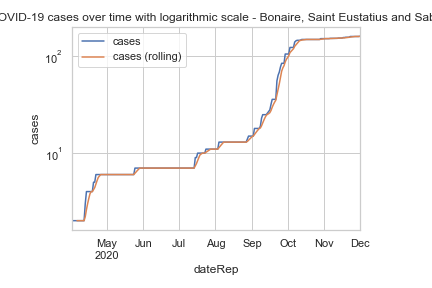 OVID-19 cases over time with logarithmic scale - Bonaire, Saint Eustatius and Sab
cases
cases (rolling)
10²
10¹
cases
May
2020
Jun
Jul
Aug
Sep
Oct
Nov
Dec
dateRep